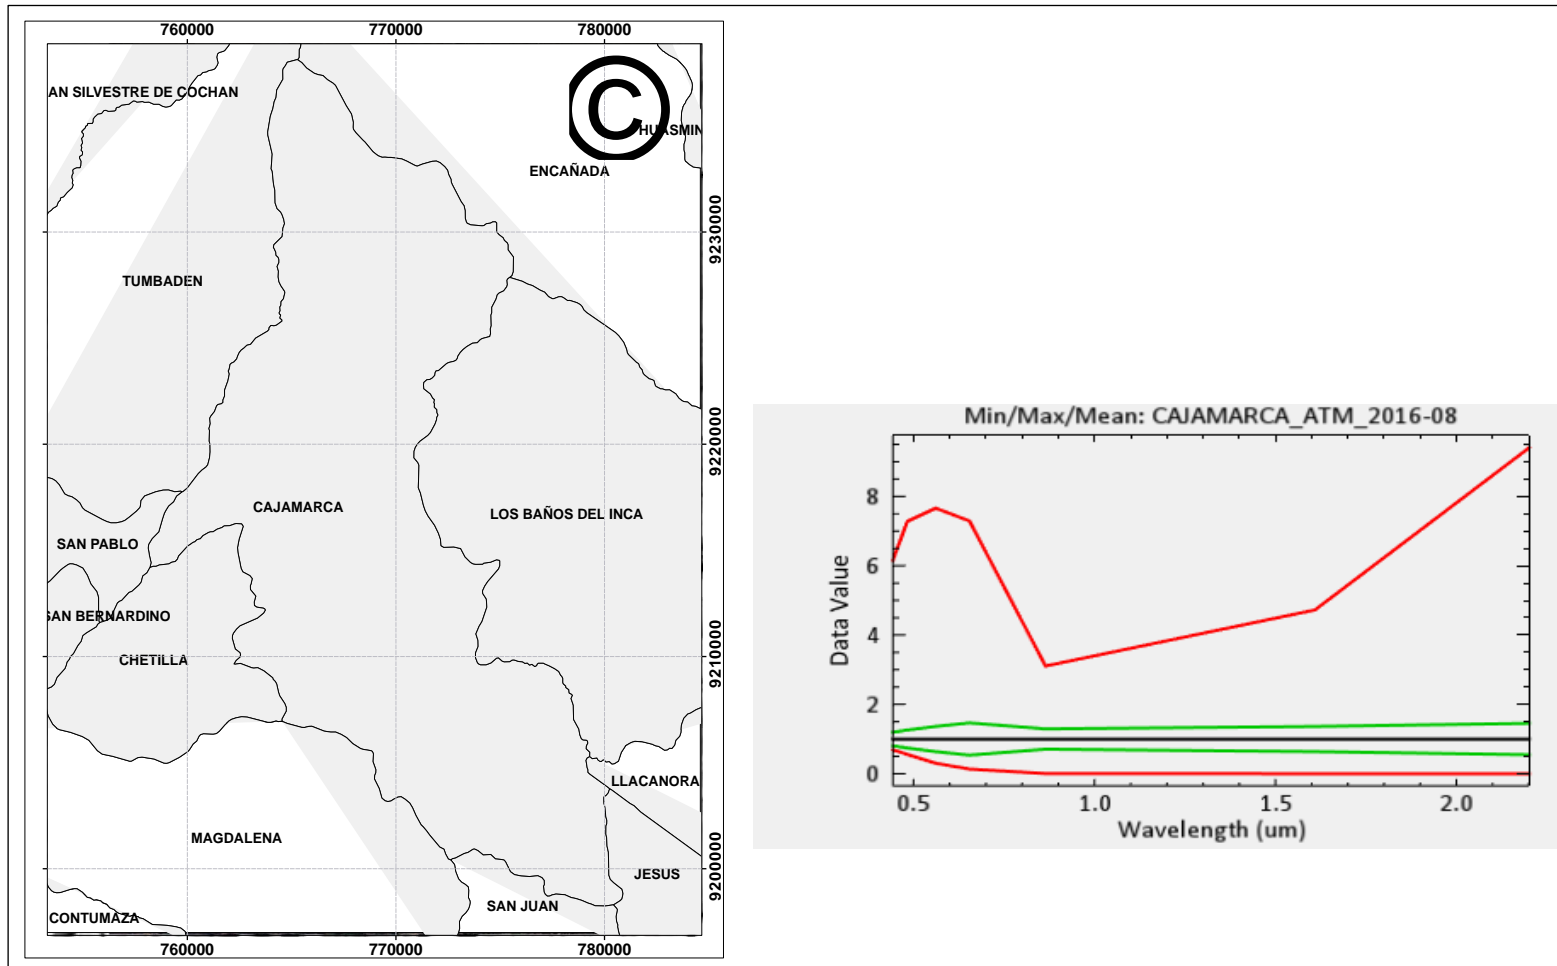 760000
770000
780000
AN SILVESTRE DE COCHAN
©
HUASMIN
ENCAÑADA
9230000
TUMBADEN
9220000
CAJAMARCA
LOS BAÑOS DEL INCA
SAN PABLO
SAN BERNARDINO
CHETILLA
9210000
LLACANORA
MAGDALENA
9200000
JESUS
SAN JUAN
CONTUMAZA
760000
770000
780000
Min/Max/Mean: CAJAMARCA_ATM_2016-08
Data Value
8
6
4
2
0
0.5
1.0
1.5
2.0
Wavelength (um)